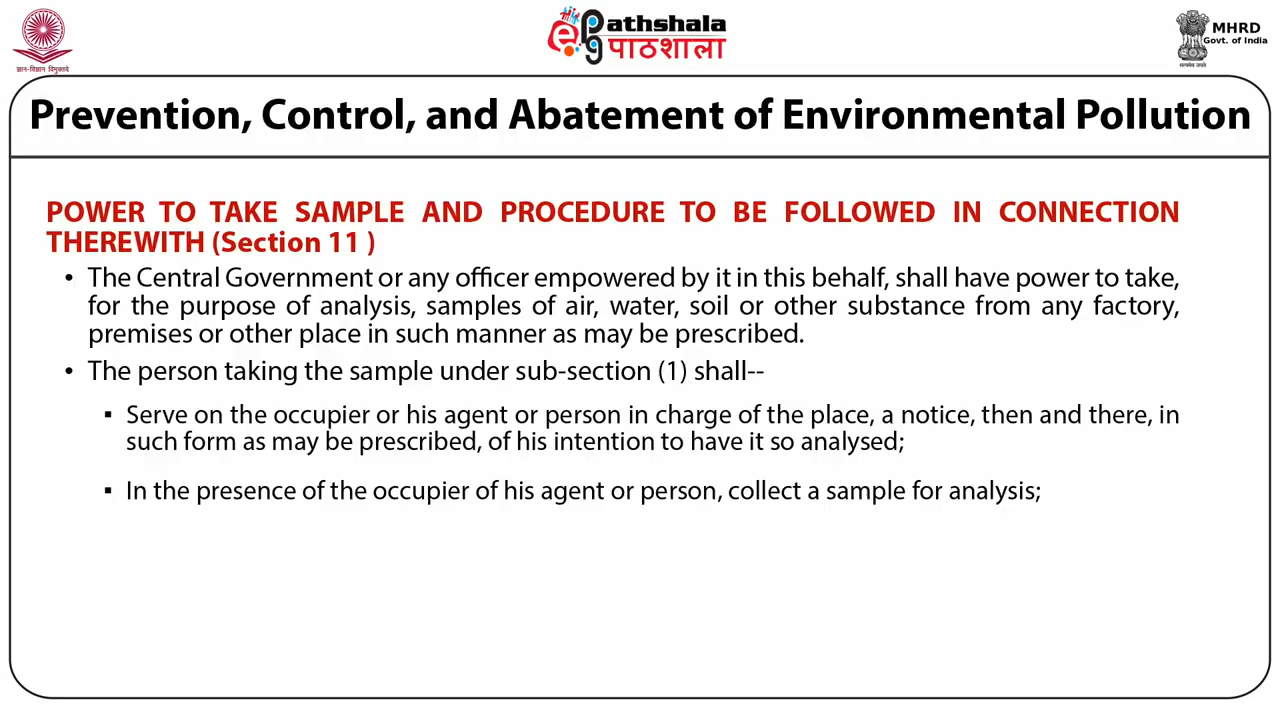 ज्ञान-विज्ञान विमुक्तये
ePathshala
पाठशाला
सत्यमेव जयते
MHRD
Govt. of India
Prevention, Control, and Abatement of Environmental Pollution
POWER TO TAKE SAMPLE AND PROCEDURE TO BE FOLLOWED IN CONNECTION
THEREWITH (Section 11 )
• The Central Government or any officer empowered by it in this behalf, shall have power to take,
for the purpose of analysis, samples of air, water, soil or other substance from any factory,
premises or other place in such manner as may be prescribed.
• The person taking the sample under sub-section (1) shall--
▪ Serve on the occupier or his agent or person in charge of the place, a notice, then and there, in
such form as may be prescribed, of his intention to have it so analysed;
▪ In the presence of the occupier of his agent or person, collect a sample for analysis;